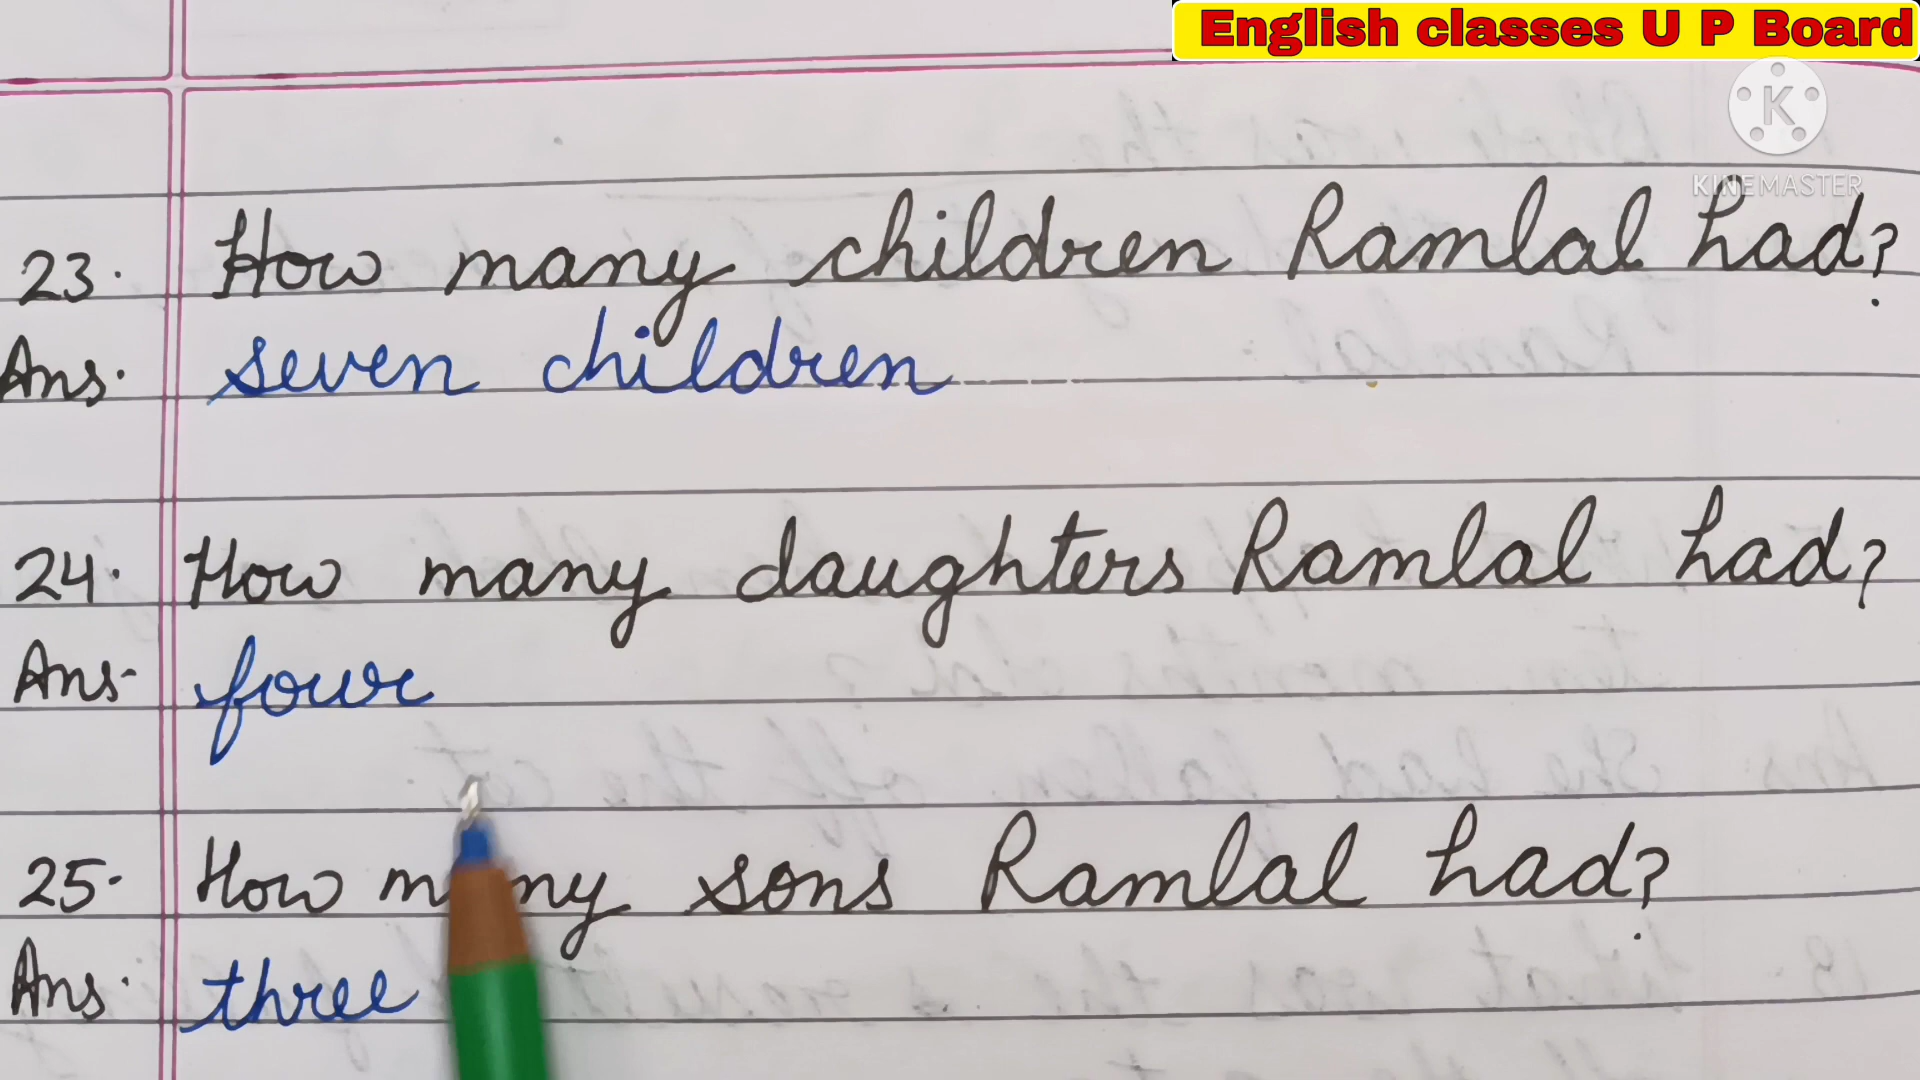 English classes U P Board
K
KINEMASTER
23. How many children Ramlal had?
Ans. seven children
24. How many daughters Ramlal had?
Ans- four
25- How many sons Ramlal had?
Ans. three